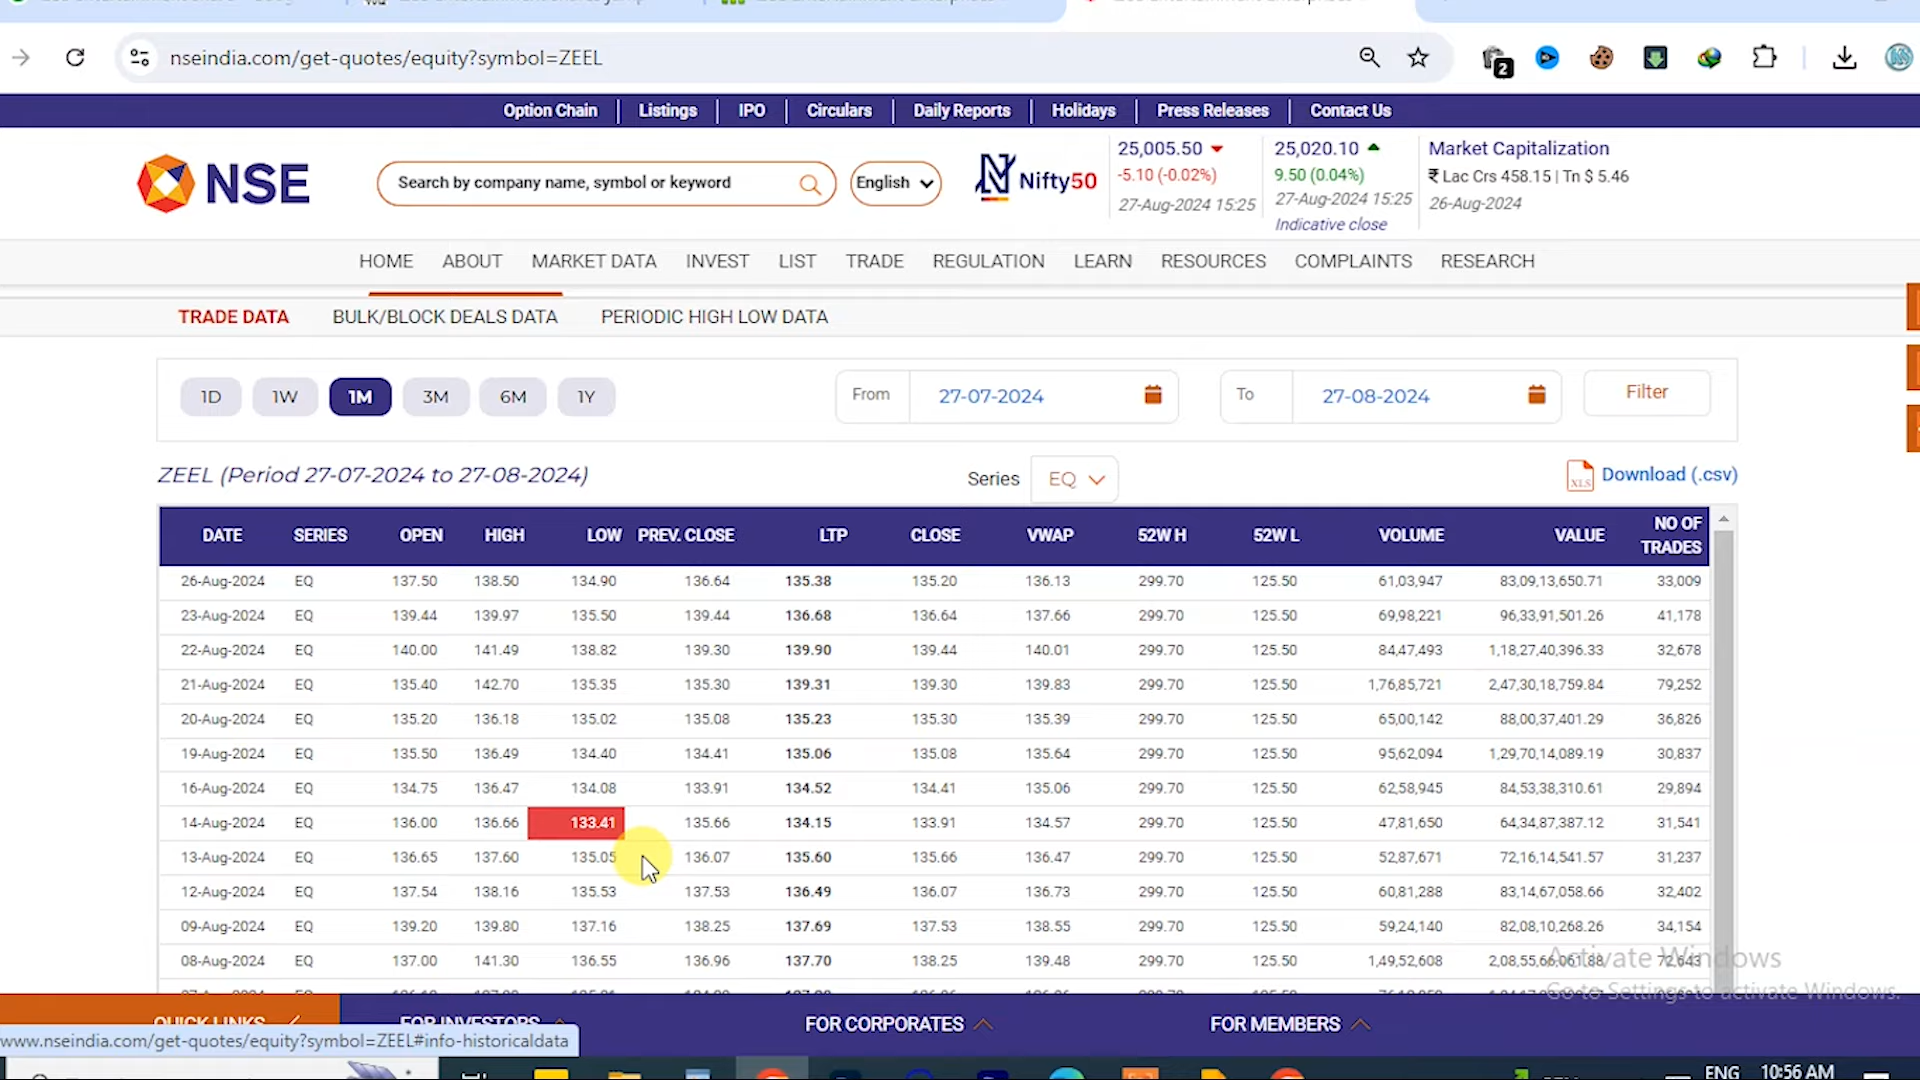 nseindia.com/get-quotes/equity?symbol=ZEEL
2
Option Chain Listings IPO Circulars Daily Reports Holidays Press Releases Contact Us
NSE
Search by company name, symbol or keyword
English
Nifty50
25,005.50
-5.10 (-0.02%)
27-Aug-2024 15:25
25,020.10
9.50 (0.04%)
27-Aug-2024 15:25
Indicative close
Market Capitalization
₹ Lac Crs 458.15 | Tn $ 5.46
26-Aug-2024
HOME ABOUT MARKET DATA INVEST LIST TRADE REGULATION LEARN RESOURCES COMPLAINTS RESEARCH
TRADE DATA BULK/BLOCK DEALS DATA PERIODIC HIGH LOW DATA
1D 1W 1M 3M 6M 1Y From 27-07-2024 To 27-08-2024 Filter
ZEEL (Period 27-07-2024 to 27-08-2024) Series EQ XLS Download (.csv)
DATE SERIES OPEN HIGH LOW PREV. CLOSE LTP CLOSE VWAP 52W H 52W L VOLUME VALUE NO OF TRADES
26-Aug-2024 EQ 137.50 138.50 134.90 136.64 135.38 135.20 136.13 299.70 125.50 61,03,947 83,09,13,650.71 33,009
23-Aug-2024 EQ 139.44 139.97 135.50 139.44 136.68 136.64 137.66 299.70 125.50 69,98,221 96,33,91,501.26 41,178
22-Aug-2024 EQ 140.00 141.49 138.82 139.30 139.90 139.44 140.01 299.70 125.50 84,47,493 1,18,27,40,396.33 32,678
21-Aug-2024 EQ 135.40 142.70 135.35 135.30 139.31 139.30 139.83 299.70 125.50 1,76,85,721 2,47,30,18,759.84 79,252
20-Aug-2024 EQ 135.20 136.18 135.02 135.08 135.23 135.30 135.39 299.70 125.50 65,00,142 88,00,37,401.29 36,826
19-Aug-2024 EQ 135.50 136.49 134.40 134.41 135.06 135.08 135.64 299.70 125.50 95,62,094 1,29,70,14,089.19 30,837
16-Aug-2024 EQ 134.75 136.47 134.08 133.91 134.52 134.41 135.06 299.70 125.50 62,58,945 84,53,38,310.61 29,894
14-Aug-2024 EQ 136.00 136.66 133.41 135.66 134.15 133.91 134.57 299.70 125.50 47,81,650 64,34,87,387.12 31,541
13-Aug-2024 EQ 136.65 137.60 135.05 136.07 135.60 135.66 136.47 299.70 125.50 52,87,671 72,16,14,541.57 31,237
12-Aug-2024 EQ 137.54 138.16 135.53 137.53 136.49 136.07 136.73 299.70 125.50 60,81,288 83,14,67,058.66 32,402
09-Aug-2024 EQ 139.20 139.80 137.16 138.25 137.69 137.53 138.55 299.70 125.50 59,24,140 82,08,10,268.26 34,154
08-Aug-2024 EQ 137.00 141.30 136.55 136.96 137.70 138.25 139.48 299.70 125.50 1,49,52,608 2,08,55,66,061.88 72,643
Activate Windows
Go to Settings to activate Windows.
QUICK LINKS FOR INVESTORS FOR CORPORATES FOR MEMBERS
www.nseindia.com/get-quotes/equity?symbol=ZEEL#info-historicaldata
ENG 10:56 AM